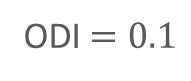 ODI = 0.1